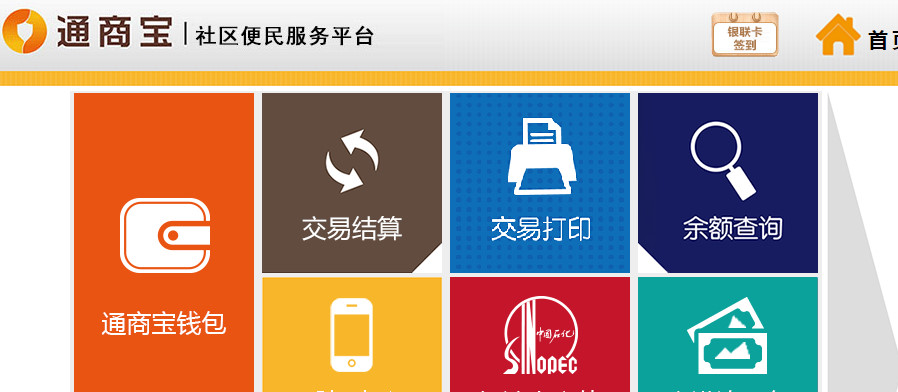 通商宝 社区便民服务平台
银联卡
签到
首页
交易结算
交易打印
余额查询
通商宝钱包
中国石化
SINOPEC